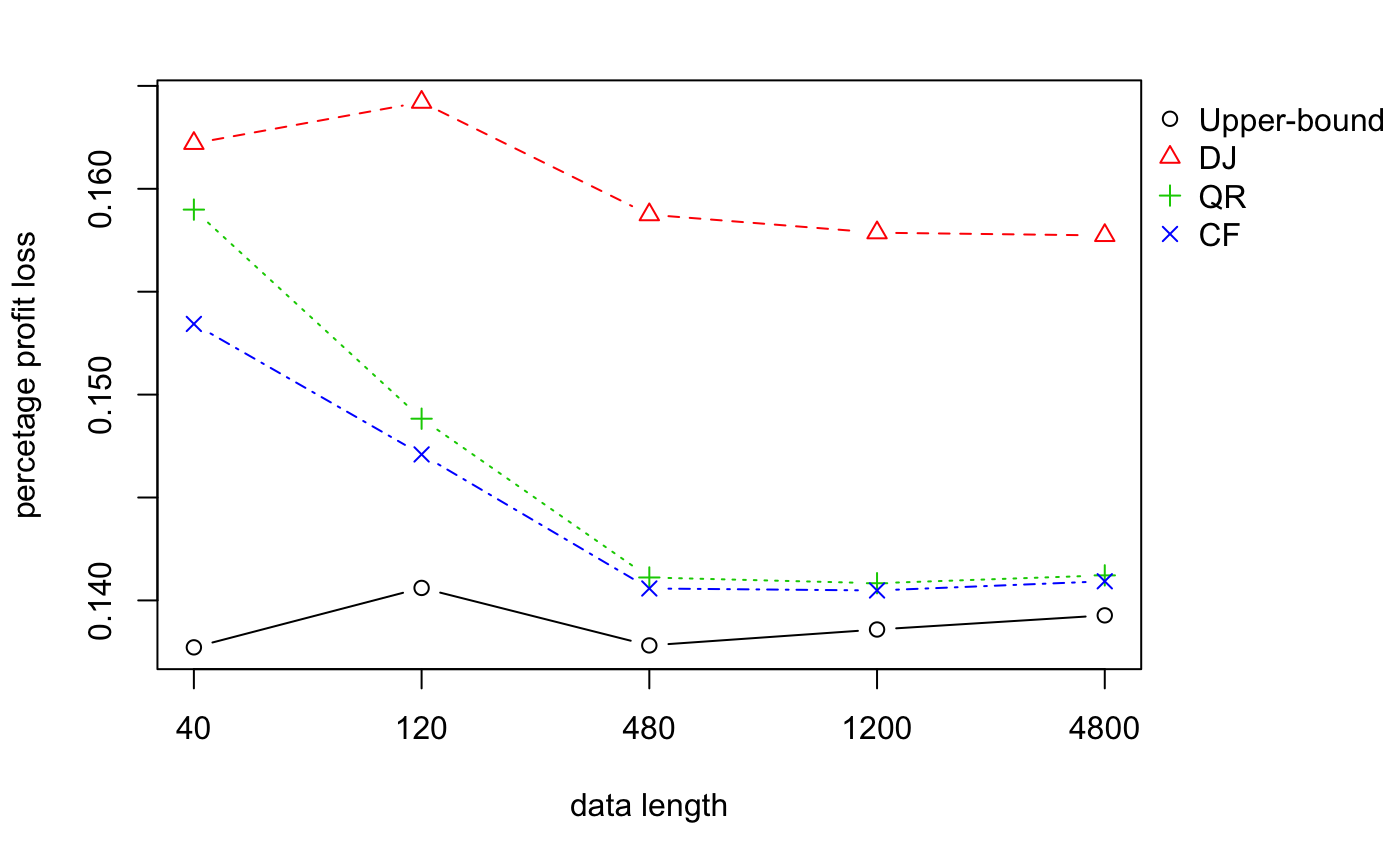 percetage profit loss
0.160
0.150
0.140
40 120 480 1200 4800
data length
Upper-bound
DJ
QR
CF